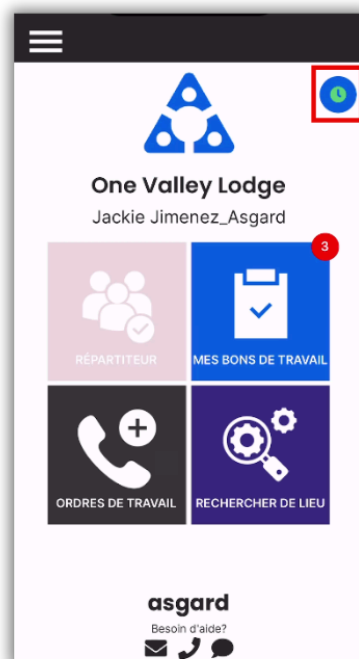 One Valley Lodge
Jackie Jimenez_Asgard
3
RÉPARTITEUR
MES BONS DE TRAVAIL
ORDRES DE TRAVAIL
RECHERCHER DE LIEU
asgard
Besoin d'aide?